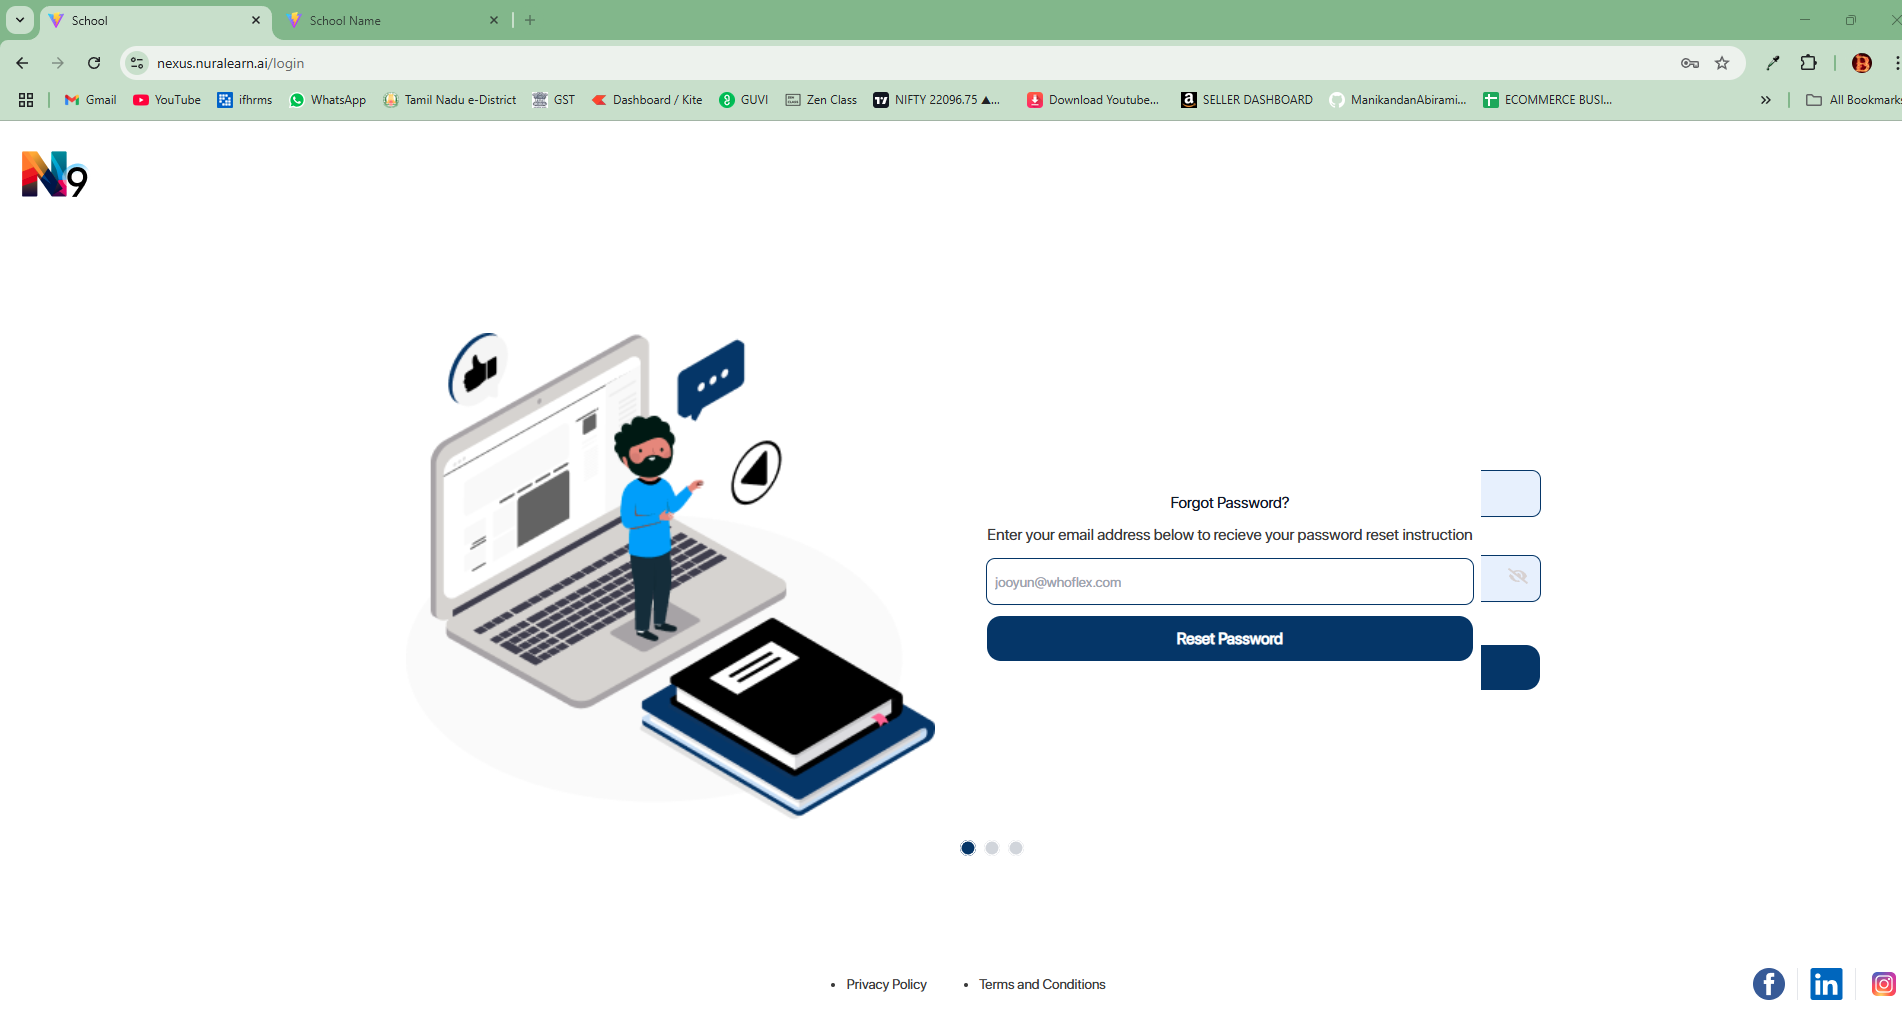 School
School Name
nexus.nuralearn.ai/login
Gmail
YouTube
ifhrms
WhatsApp
Tamil Nadu e-District
GST
Dashboard / Kite
GUVI
Zen Class
NIFTY 22096.75 ▲...
Download Youtube...
SELLER DASHBOARD
ManikandanAbirami...
ECOMMERCE BUSI...
All Bookmarks
N9
Forgot Password?
Enter your email address below to recieve your password reset instruction
jooyun@whoflex.com
Reset Password
Privacy Policy
Terms and Conditions